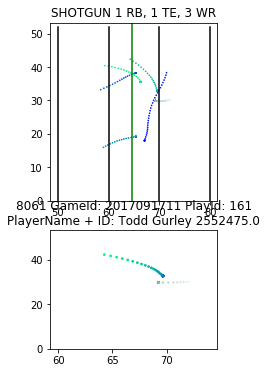 SHOTGUN 1 RB, 1 TE, 3 WR
50
40
30
20
10
0
50 60 70 80
8061 GameId: 2017091711 PlayId: 161
PlayerName + ID: Todd Gurley 2552475.0
40
20
0
60 65 70